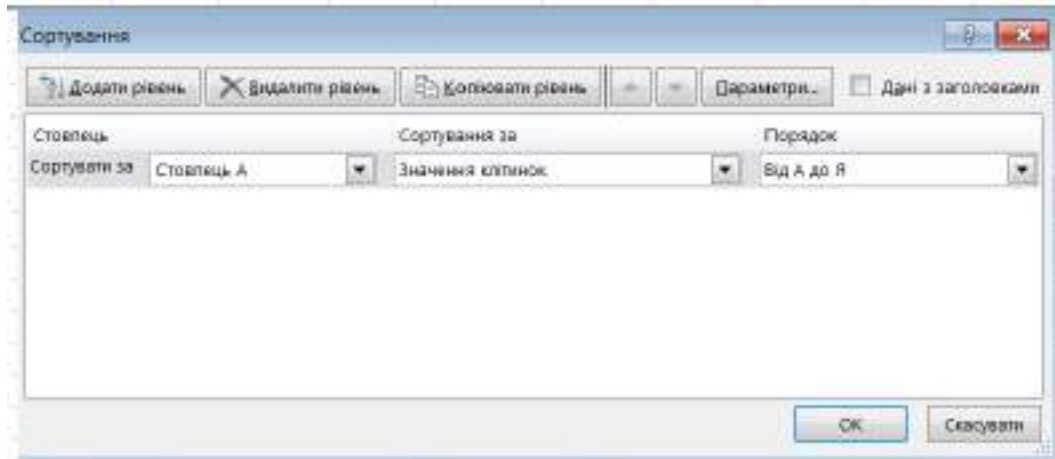 Сортування
Додати рівень Видалити рівень Копіювати рівень Параметри... Дані з заголовками
Стовпець Сортування за Порядок
Сортувати за Стовпець A Значення клітинок Від А до Я
ОК Скасувати